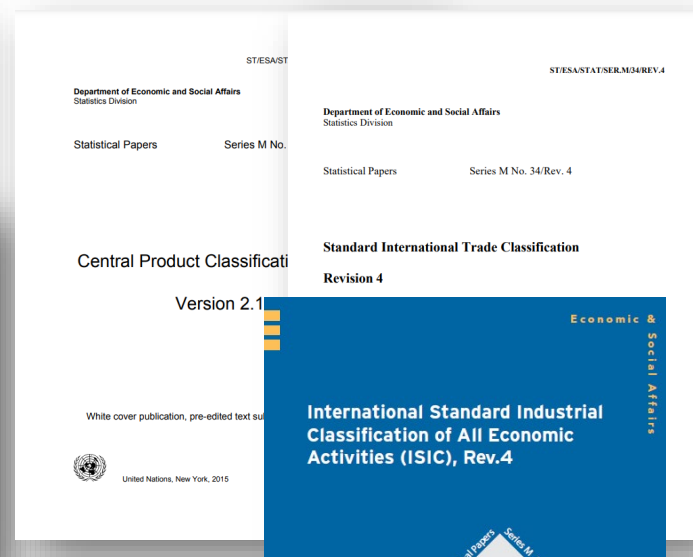 ST/ESA/ST
Department of Economic and Social Affairs
Statistics Division
Statistical Papers Series M No.
Central Product Classificati
Version 2.1
White cover publication, pre-edited text su
United Nations, New York, 2015
ST/ESA/STAT/SER.M/34/REV.4
Department of Economic and Social Affairs
Statistics Division
Statistical Papers Series M No. 34/Rev. 4
Standard International Trade Classification
Revision 4
Economic &
Social Affairs
International Standard Industrial
Classification of All Economic
Activities (ISIC), Rev.4
al Papers
Series M